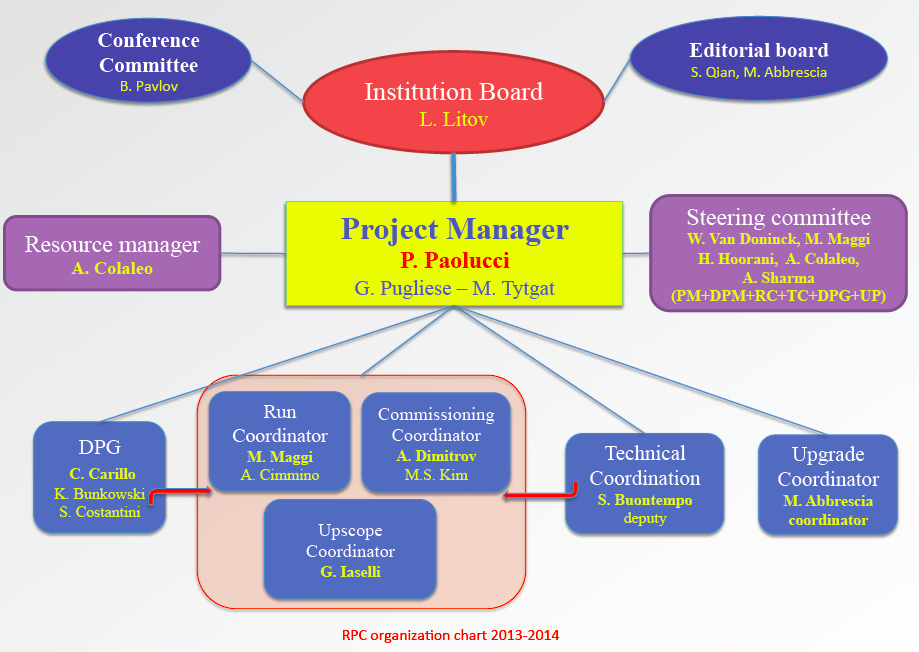 Conference
Committee
B. Pavlov
Editorial board
S. Qian, M. Abbrescia
Institution Board
L. Litov
Resource manager
A. Colaleo
Project Manager
P. Paolucci
G. Pugliese – M. Tytgat
Steering committee
W. Van Doninck, M. Maggi
H. Hoorani, A. Colaleo,
A. Sharma
(PM+DPM+RC+TC+DPG+UP)
DPG
C. Carillo
K. Bunkowski
S. Costantini
Run
Coordinator
M. Maggi
A. Cimmino
Commissioning
Coordinator
A. Dimitrov
M.S. Kim
Upscope
Coordinator
G. Iaselli
Technical
Coordination
S. Buontempo
deputy
Upgrade
Coordinator
M. Abbrescia
coordinator
RPC organization chart 2013-2014